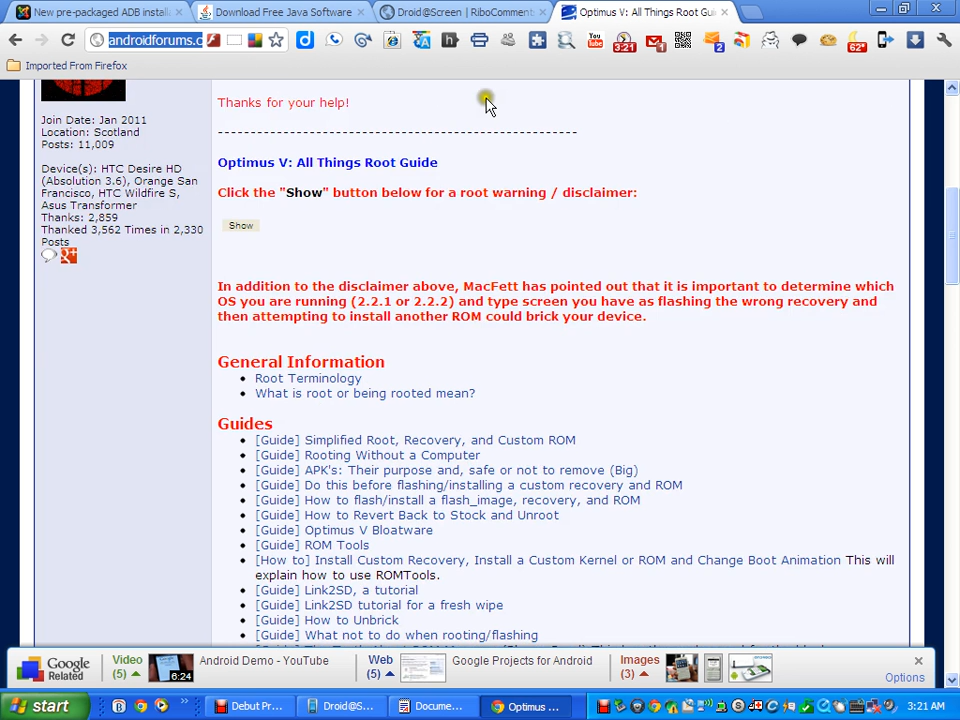 New pre-packaged ADB instal
Download Free Java Software
Droid@Screen | RiboComment
Optimus V: All Things Root Gui
androidforums.c
3:21
2
62°
Imported From Firefox
Thanks for your help!
Join Date: Jan 2011
Location: Scotland
Posts: 11,009
Device(s): HTC Desire HD
(Absolution 3.6), Orange San
Francisco, HTC Wildfire S,
Asus Transformer
Thanks: 2,859
Thanked 3,562 Times in 2,330
Posts
------------------------------------------------------------
Optimus V: All Things Root Guide
Click the "Show" button below for a root warning / disclaimer:
Show
In addition to the disclaimer above, MacFett has pointed out that it is important to determine which
OS you are running (2.2.1 or 2.2.2) and type screen you have as flashing the wrong recovery and
then attempting to install another ROM could brick your device.
General Information
Root Terminology
What is root or being rooted mean?
Guides
[Guide] Simplified Root, Recovery, and Custom ROM
[Guide] Rooting Without a Computer
[Guide] APK's: Their purpose and, safe or not to remove (Big)
[Guide] Do this before flashing/installing a custom recovery and ROM
[Guide] How to flash/install a flash_image, recovery, and ROM
[Guide] How to Revert Back to Stock and Unroot
[Guide] Optimus V Bloatware
[Guide] ROM Tools
[How to] Install Custom Recovery, Install a Custom Kernel or ROM and Change Boot Animation This will
explain how to use ROMTools.
[Guide] Link2SD, a tutorial
[Guide] Link2SD tutorial for a fresh wipe
[Guide] How to Unbrick
[Guide] What not to do when rooting/flashing
Google Related
Video (5)
6:24
Android Demo - YouTube
Web (5)
Google Projects for Android
Images (3)
Options
start
Debut Pr...
Droid@S...
Docume...
Optimus ...
3:21 AM